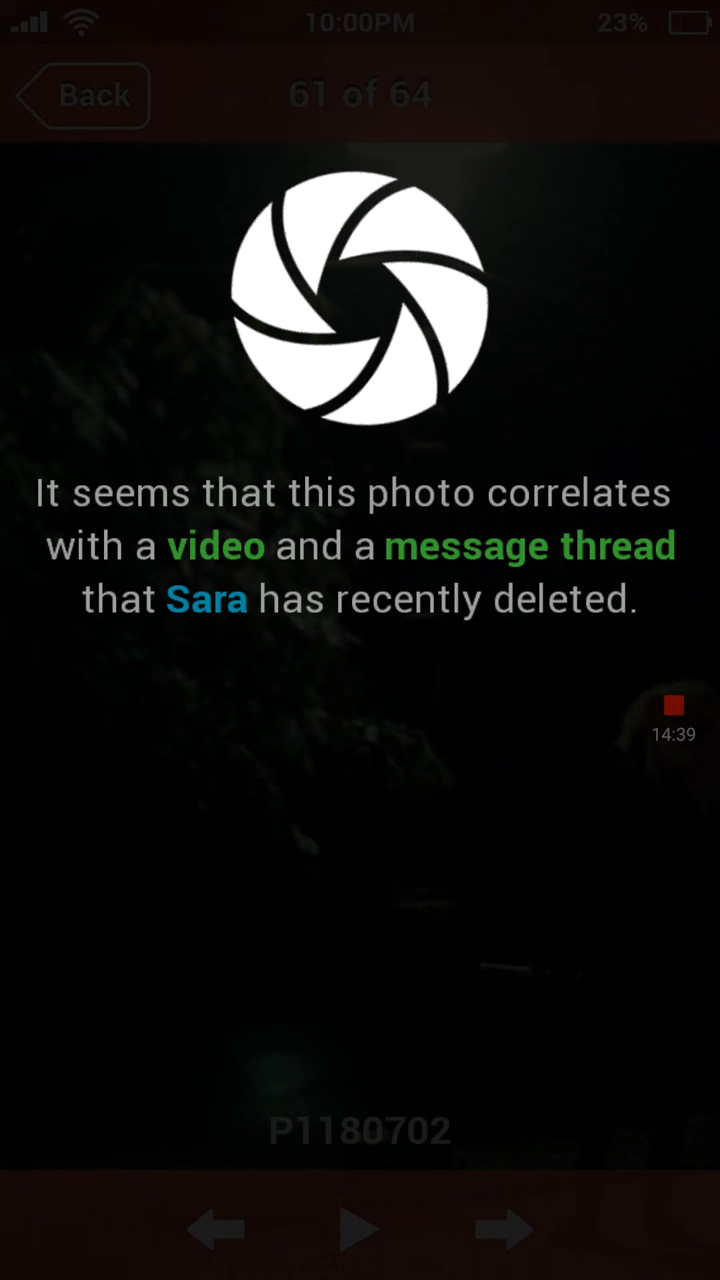 10:00PM 23%
Back 61 of 64
It seems that this photo correlates
with a video and a message thread
that Sara has recently deleted.
14:39
P1180702